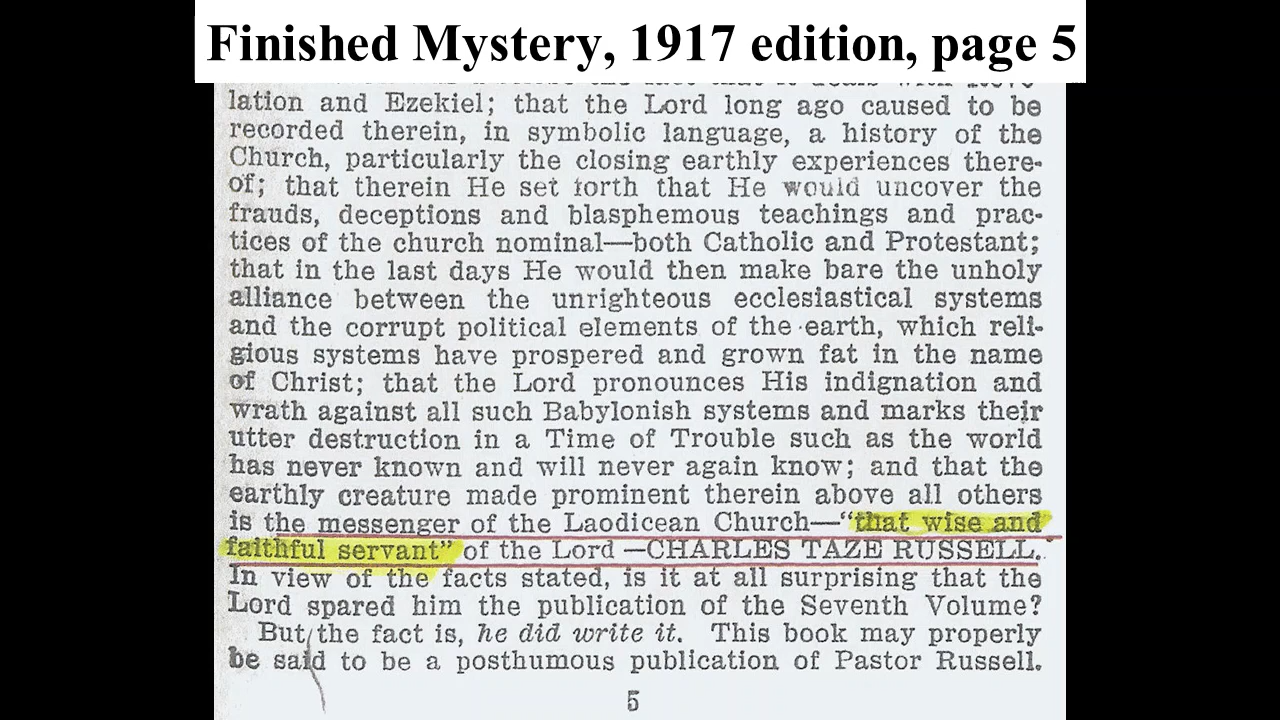 Finished Mystery, 1917 edition, page 5
lation and Ezekiel; that the Lord long ago caused to be
recorded therein, in symbolic language, a history of the
Church, particularly the closing earthly experiences there-
of; that therein He set forth that He would uncover the
frauds, deceptions and blasphemous teachings and prac-
tices of the church nominal—both Catholic and Protestant;
that in the last days He would then make bare the unholy
alliance between the unrighteous ecclesiastical systems
and the corrupt political elements of the earth, which reli-
gious systems have prospered and grown fat in the name
of Christ; that the Lord pronounces His indignation and
wrath against all such Babylonish systems and marks their
utter destruction in a Time of Trouble such as the world
has never known and will never again know; and that the
earthly creature made prominent therein above all others
is the messenger of the Laodicean Church—“that wise and
faithful servant” of the Lord —CHARLES TAZE RUSSELL.
In view of the facts stated, is it at all surprising that the
Lord spared him the publication of the Seventh Volume?
But the fact is, he did write it. This book may properly
be said to be a posthumous publication of Pastor Russell.
5